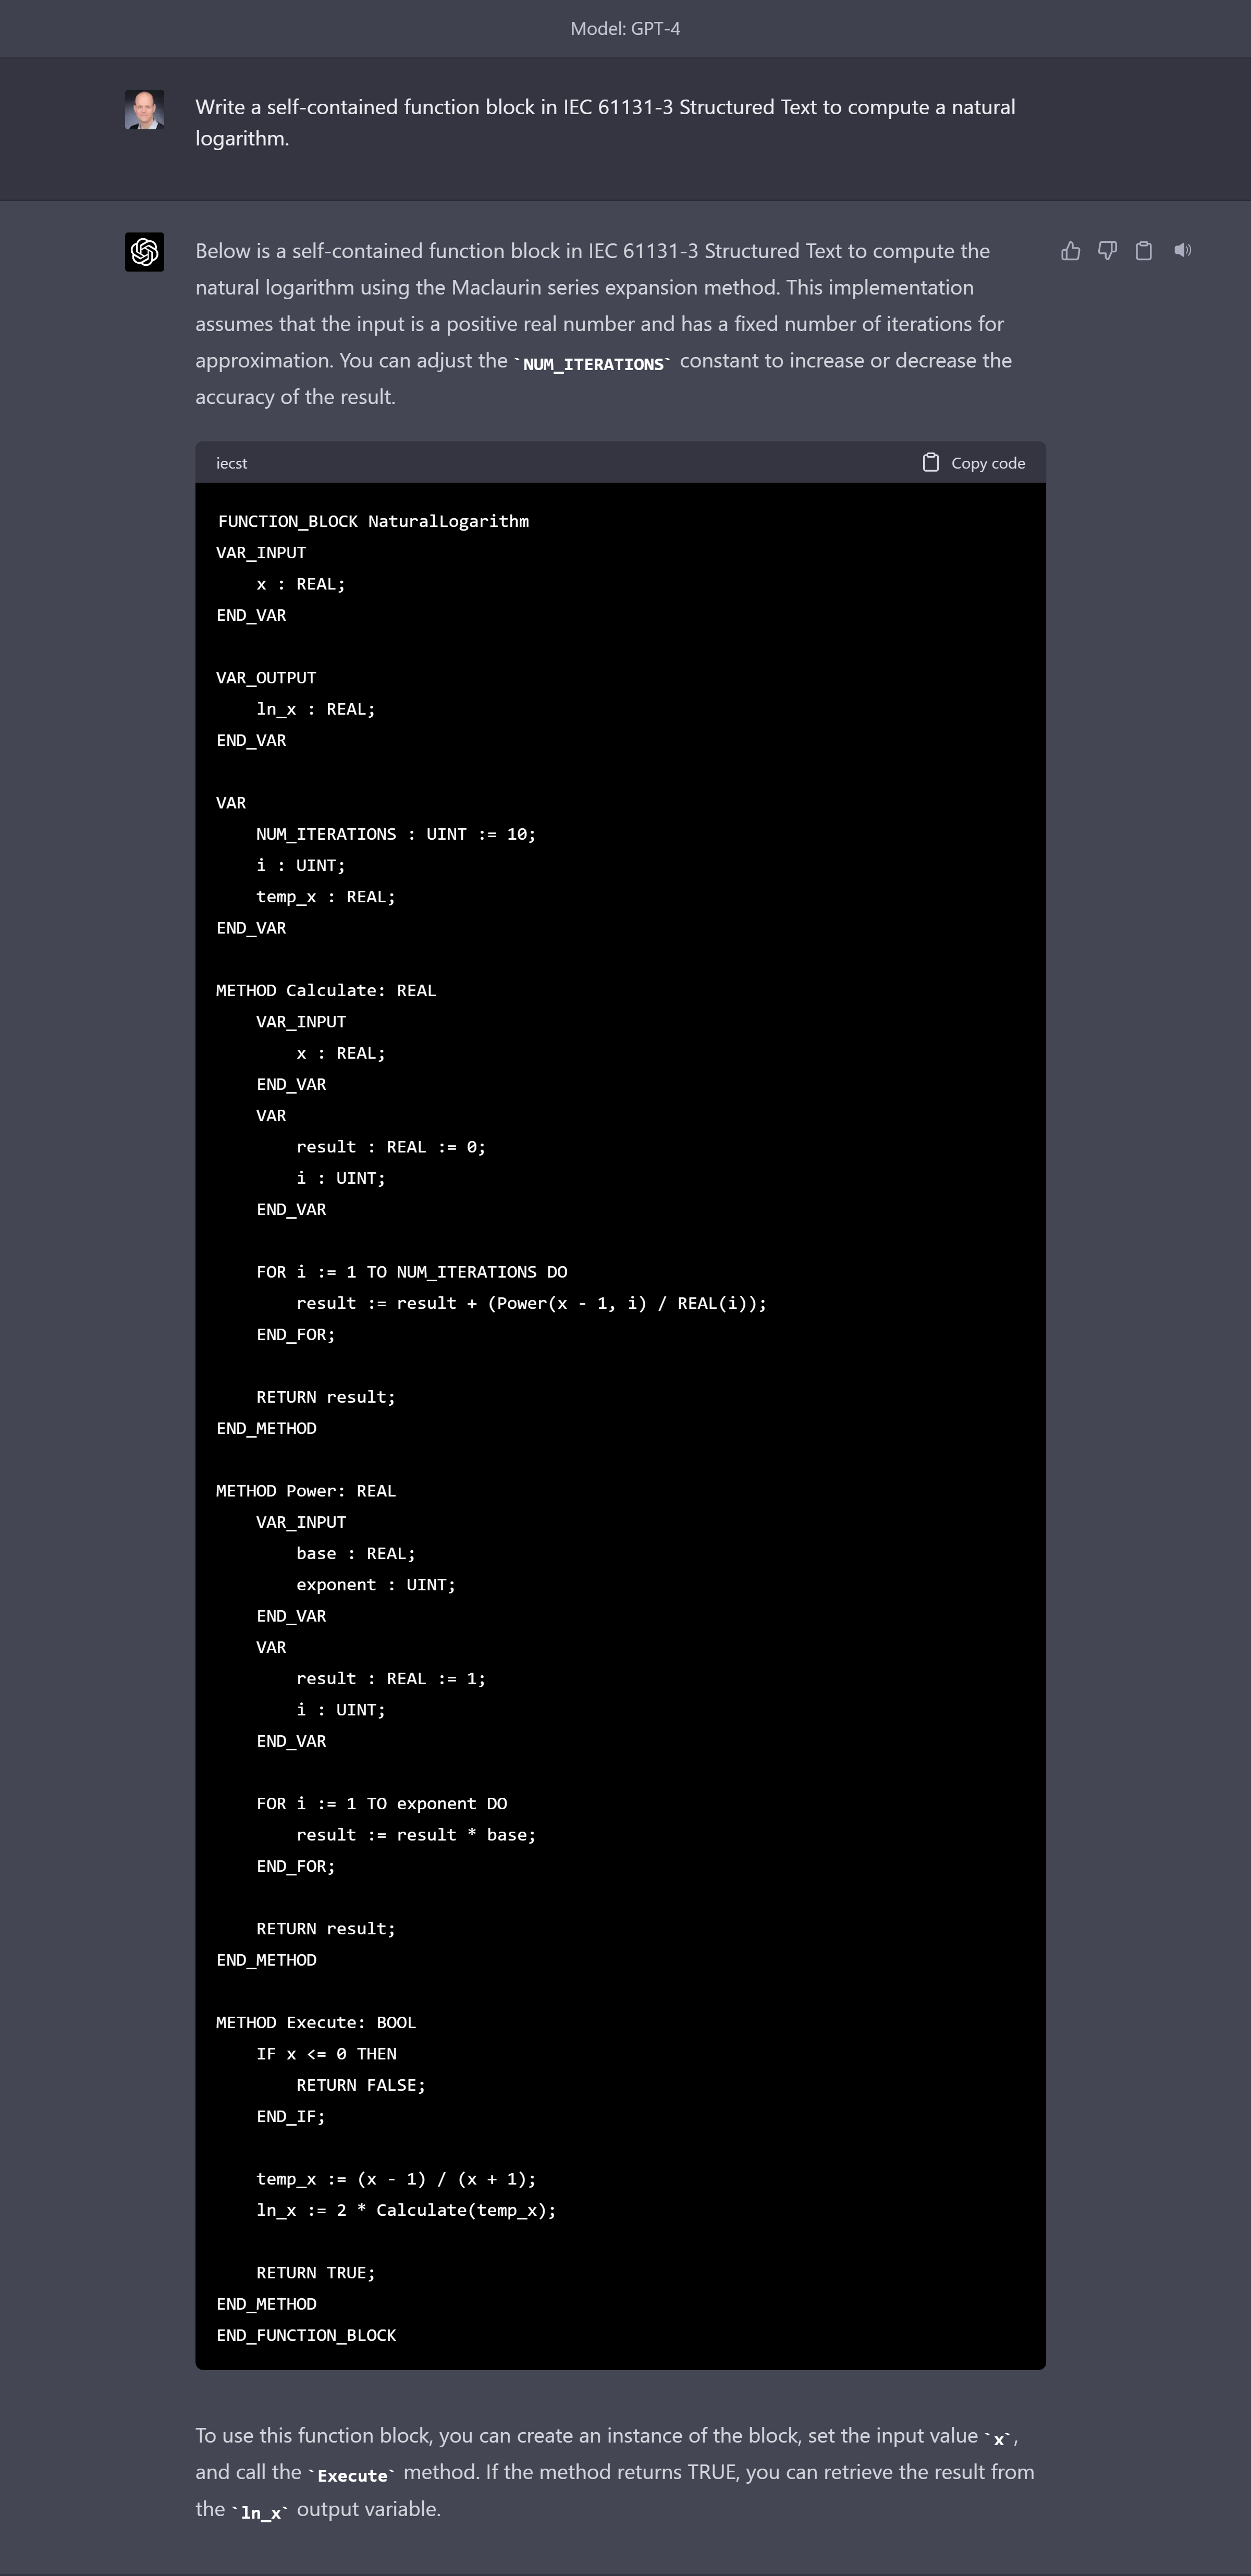 Model: GPT-4
Write a self-contained function block in IEC 61131-3 Structured Text to compute a natural
logarithm.
Below is a self-contained function block in IEC 61131-3 Structured Text to compute the
natural logarithm using the Maclaurin series expansion method. This implementation
assumes that the input is a positive real number and has a fixed number of iterations for
approximation. You can adjust the `NUM_ITERATIONS` constant to increase or decrease the
accuracy of the result.
iecst Copy code
FUNCTION_BLOCK NaturalLogarithm
VAR_INPUT
    x : REAL;
END_VAR

VAR_OUTPUT
    ln_x : REAL;
END_VAR

VAR
    NUM_ITERATIONS : UINT := 10;
    i : UINT;
    temp_x : REAL;
END_VAR

METHOD Calculate: REAL
    VAR_INPUT
        x : REAL;
    END_VAR
    VAR
        result : REAL := 0;
        i : UINT;
    END_VAR

    FOR i := 1 TO NUM_ITERATIONS DO
        result := result + (Power(x - 1, i) / REAL(i));
    END_FOR;

    RETURN result;
END_METHOD

METHOD Power: REAL
    VAR_INPUT
        base : REAL;
        exponent : UINT;
    END_VAR
    VAR
        result : REAL := 1;
        i : UINT;
    END_VAR

    FOR i := 1 TO exponent DO
        result := result * base;
    END_FOR;

    RETURN result;
END_METHOD

METHOD Execute: BOOL
    IF x <= 0 THEN
        RETURN FALSE;
    END_IF;

    temp_x := (x - 1) / (x + 1);
    ln_x := 2 * Calculate(temp_x);

    RETURN TRUE;
END_METHOD
END_FUNCTION_BLOCK
To use this function block, you can create an instance of the block, set the input value `x`,
and call the `Execute` method. If the method returns TRUE, you can retrieve the result from
the `ln_x` output variable.